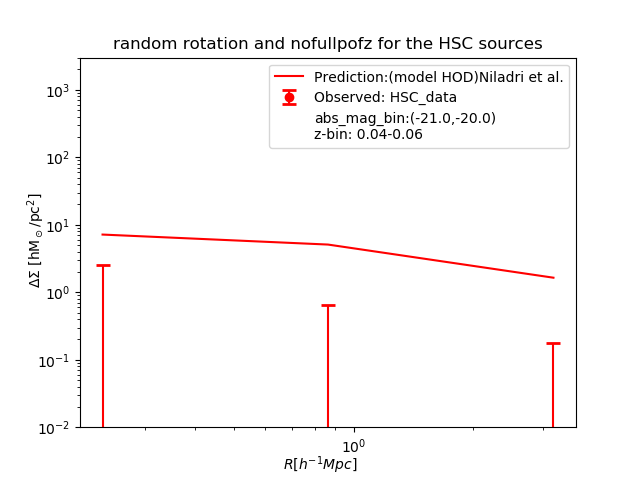 random rotation and nofullpofz for the HSC sources
Prediction:(model HOD)Niladri et al.
Observed: HSC_data
abs_mag_bin:(-21.0,-20.0)
z-bin: 0.04-0.06
ΔΣ [hM⊙/pc²]
10³
10²
10¹
10⁰
10⁻¹
10⁻²
10⁰
R[h⁻¹Mpc]